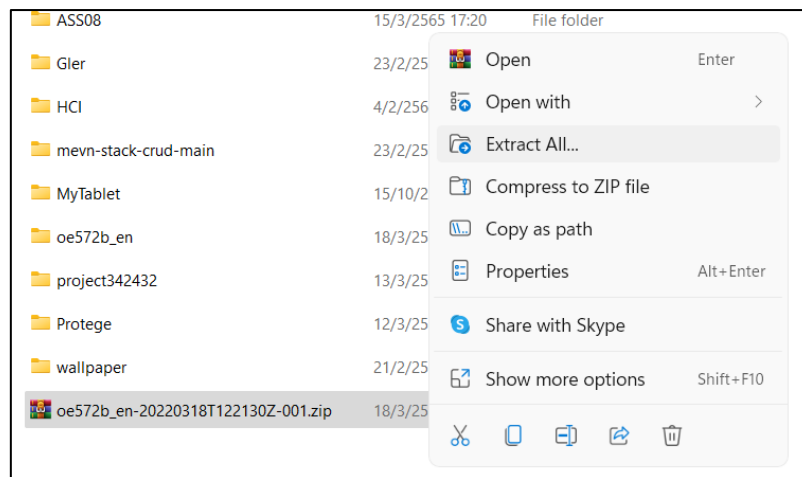 ASS08 15/3/2565 17:20 File folder
Gler 23/2/25
HCI 4/2/256
mevn-stack-crud-main 23/2/25
MyTablet 15/10/2
oe572b_en 18/3/25
project342432 13/3/25
Protege 12/3/25
wallpaper 21/2/25
oe572b_en-20220318T122130Z-001.zip 18/3/25
Open Enter
Open with
Extract All...
Compress to ZIP file
Copy as path
Properties Alt+Enter
Share with Skype
Show more options Shift+F10